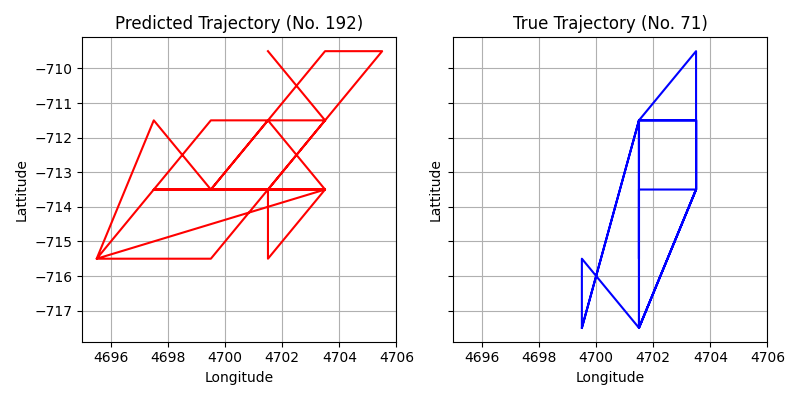 Predicted Trajectory (No. 192)
True Trajectory (No. 71)
Lattitude
−710
−711
−712
−713
−714
−715
−716
−717
4696 4698 4700 4702 4704 4706
Longitude
Lattitude
4696 4698 4700 4702 4704 4706
Longitude